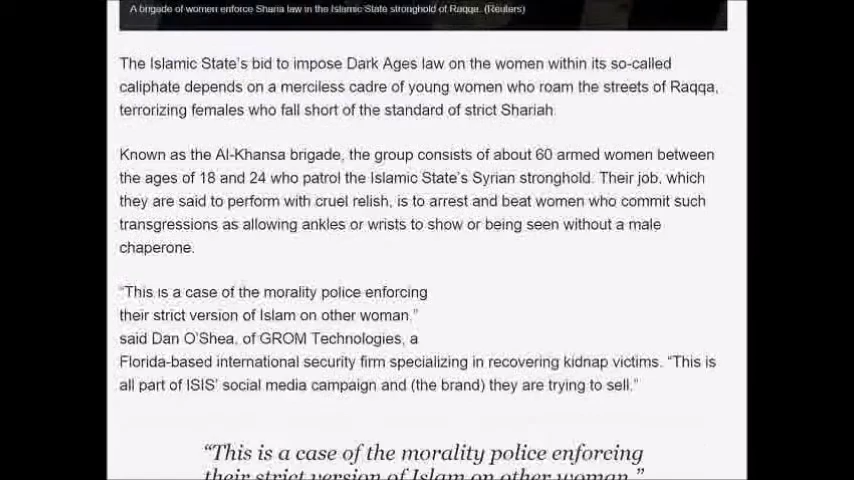 A brigade of women enforce Sharia law in the Islamic State stronghold of Raqqa. (Reuters)
The Islamic State's bid to impose Dark Ages law on the women within its so-called
caliphate depends on a merciless cadre of young women who roam the streets of Raqqa,
terrorizing females who fall short of the standard of strict Shariah
Known as the Al-Khansa brigade, the group consists of about 60 armed women between
the ages of 18 and 24 who patrol the Islamic State's Syrian stronghold. Their job, which
they are said to perform with cruel relish, is to arrest and beat women who commit such
transgressions as allowing ankles or wrists to show or being seen without a male
chaperone.
“This is a case of the morality police enforcing
their strict version of Islam on other woman.”
said Dan O'Shea, of GROM Technologies, a
Florida-based international security firm specializing in recovering kidnap victims. “This is
all part of ISIS’ social media campaign and (the brand) they are trying to sell.”
“This is a case of the morality police enforcing
their strict version of Islam on other woman.”